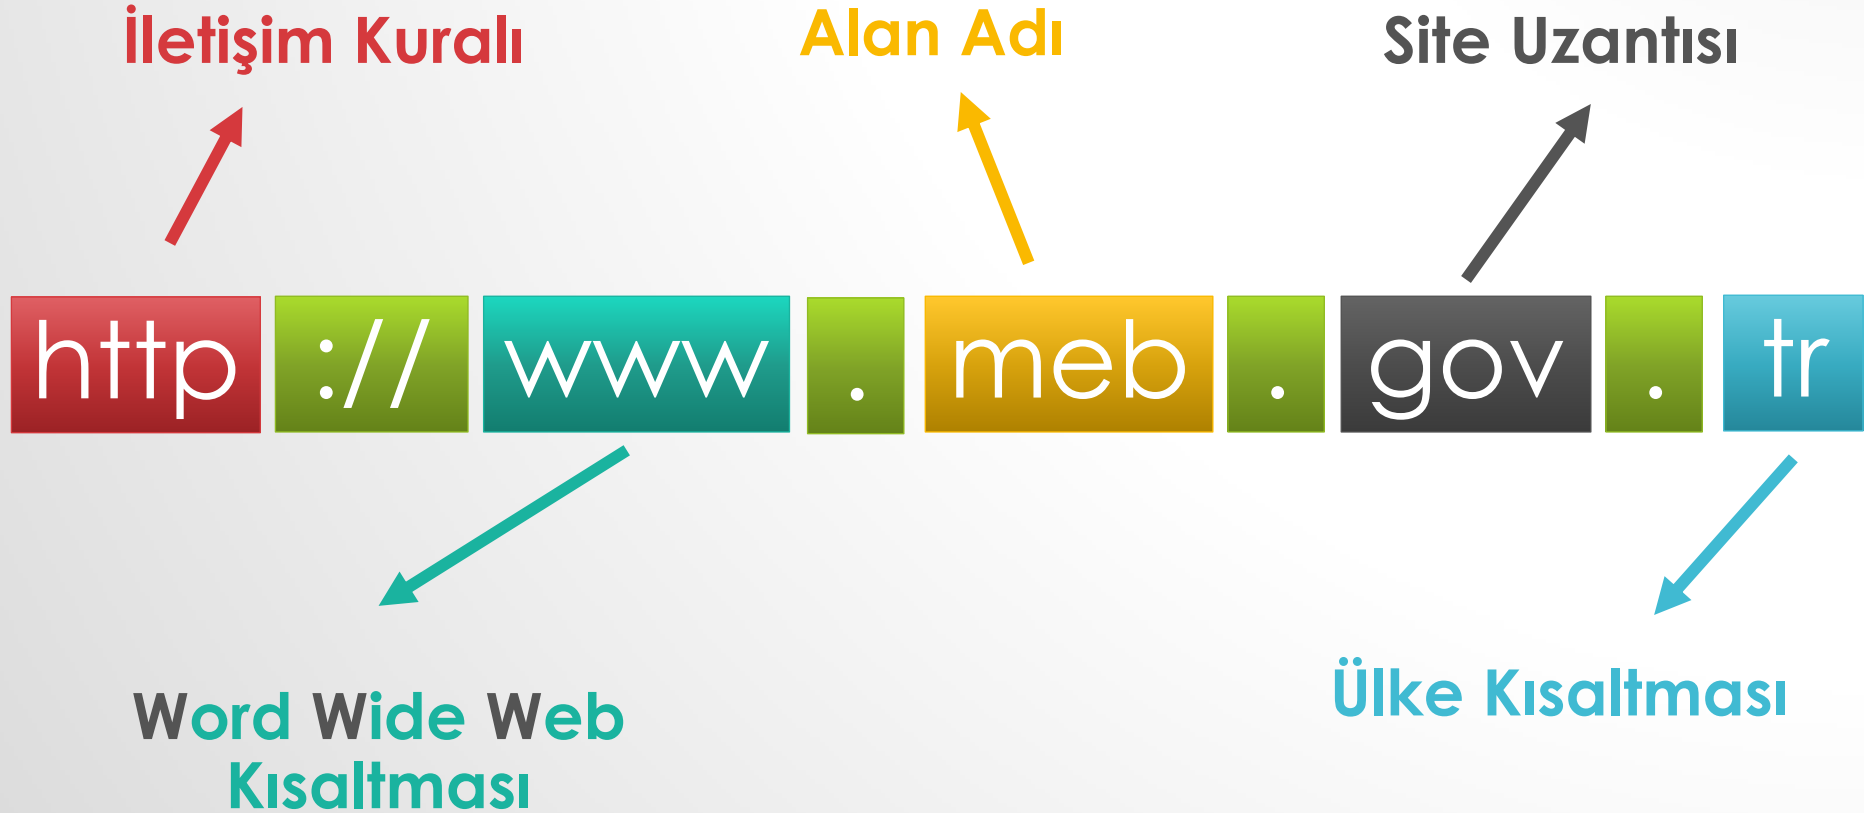 İletişim Kuralı
Alan Adı
Site Uzantısı
http :// www . meb . gov . tr
Word Wide Web
Kısaltması
Ülke Kısaltması